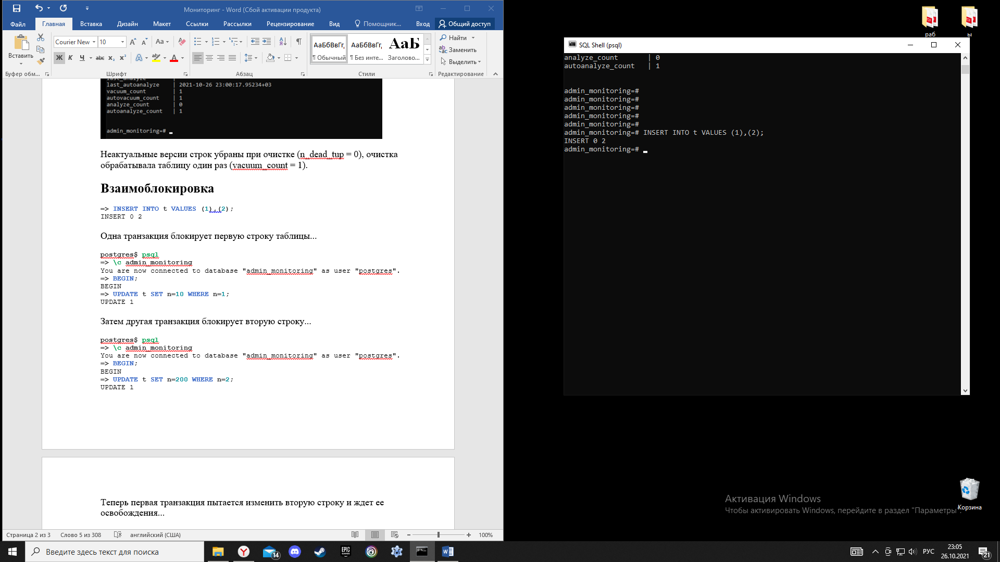 Мониторинг - Word (Сбой активации продукта)
Файл Главная Вставка Дизайн Макет Ссылки Рассылки Рецензирование Вид Помощник... Вход Общий доступ
Вставить
Courier New 10
Ж К Ч abc x₂ x²
АаБбВвГг, АаБбВвГг, АаБ
¶ Обычный ¶ Без инте... Заголово...
Найти
Заменить
Выделить
Буфер обм... Шрифт Абзац Стили Редактирование
last_autoanalyze | 2021-10-26 23:00:17.95234+03
vacuum_count | 1
autovacuum_count | 1
analyze_count | 0
autoanalyze_count | 1
admin_monitoring=#
Неактуальные версии строк убраны при очистке (n_dead_tup = 0), очистка
обрабатывала таблицу один раз (vacuum_count = 1).
Взаимоблокировка
=> INSERT INTO t VALUES (1),(2);
INSERT 0 2
Одна транзакция блокирует первую строку таблицы...
postgres$ psql
=> \c admin_monitoring
You are now connected to database "admin_monitoring" as user "postgres".
=> BEGIN;
BEGIN
=> UPDATE t SET n=10 WHERE n=1;
UPDATE 1
Затем другая транзакция блокирует вторую строку...
postgres$ psql
=> \c admin_monitoring
You are now connected to database "admin_monitoring" as user "postgres".
=> BEGIN;
BEGIN
=> UPDATE t SET n=200 WHERE n=2;
UPDATE 1
Теперь первая транзакция пытается изменить вторую строку и ждет ее
освобождения...
Страница 2 из 3 Слово 5 из 308 английский (США) 100%
раб ы
SQL Shell (psql)
analyze_count | 0
autoanalyze_count | 1
admin_monitoring=#
admin_monitoring=#
admin_monitoring=#
admin_monitoring=#
admin_monitoring=#
admin_monitoring=# INSERT INTO t VALUES (1),(2);
INSERT 0 2
admin_monitoring=#
Активация Windows
Чтобы активировать Windows, перейдите в раздел "Параметры".
Корзина
Введите здесь текст для поиска
14
EPIC GAMES
РУС
23:05
26.10.2021
21